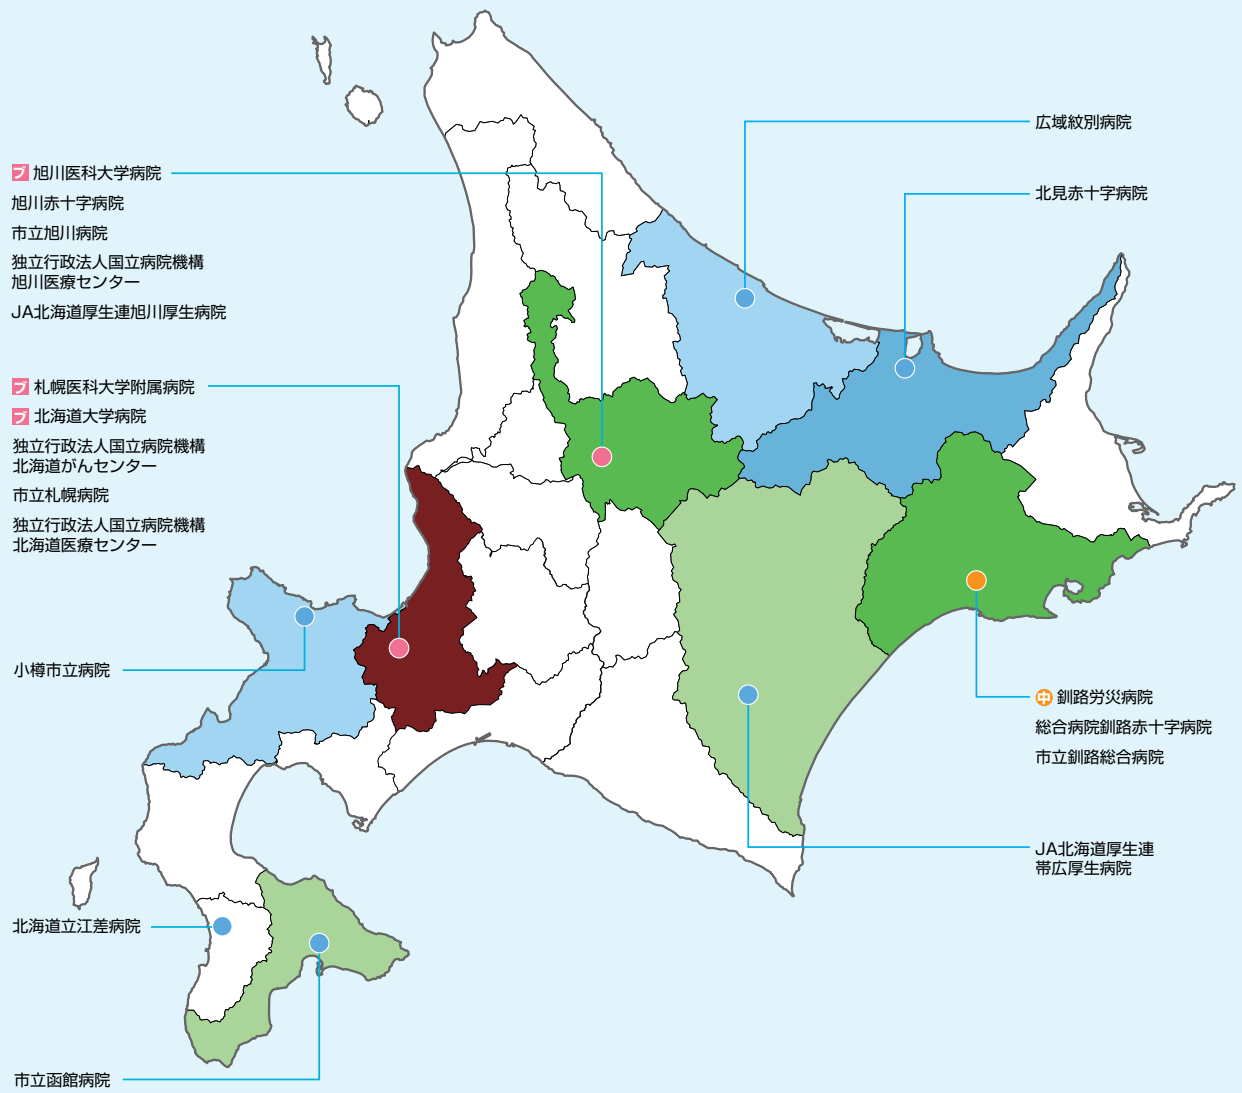 ブ 旭川医科大学病院
旭川赤十字病院
市立旭川病院
独立行政法人国立病院機構
旭川医療センター
JA北海道厚生連旭川厚生病院
ブ 札幌医科大学附属病院
ブ 北海道大学病院
独立行政法人国立病院機構
北海道がんセンター
市立札幌病院
独立行政法人国立病院機構
北海道医療センター
小樽市立病院
北海道立江差病院
市立函館病院
広域紋別病院
北見赤十字病院
中 釧路労災病院
総合病院釧路赤十字病院
市立釧路総合病院
JA北海道厚生連
帯広厚生病院